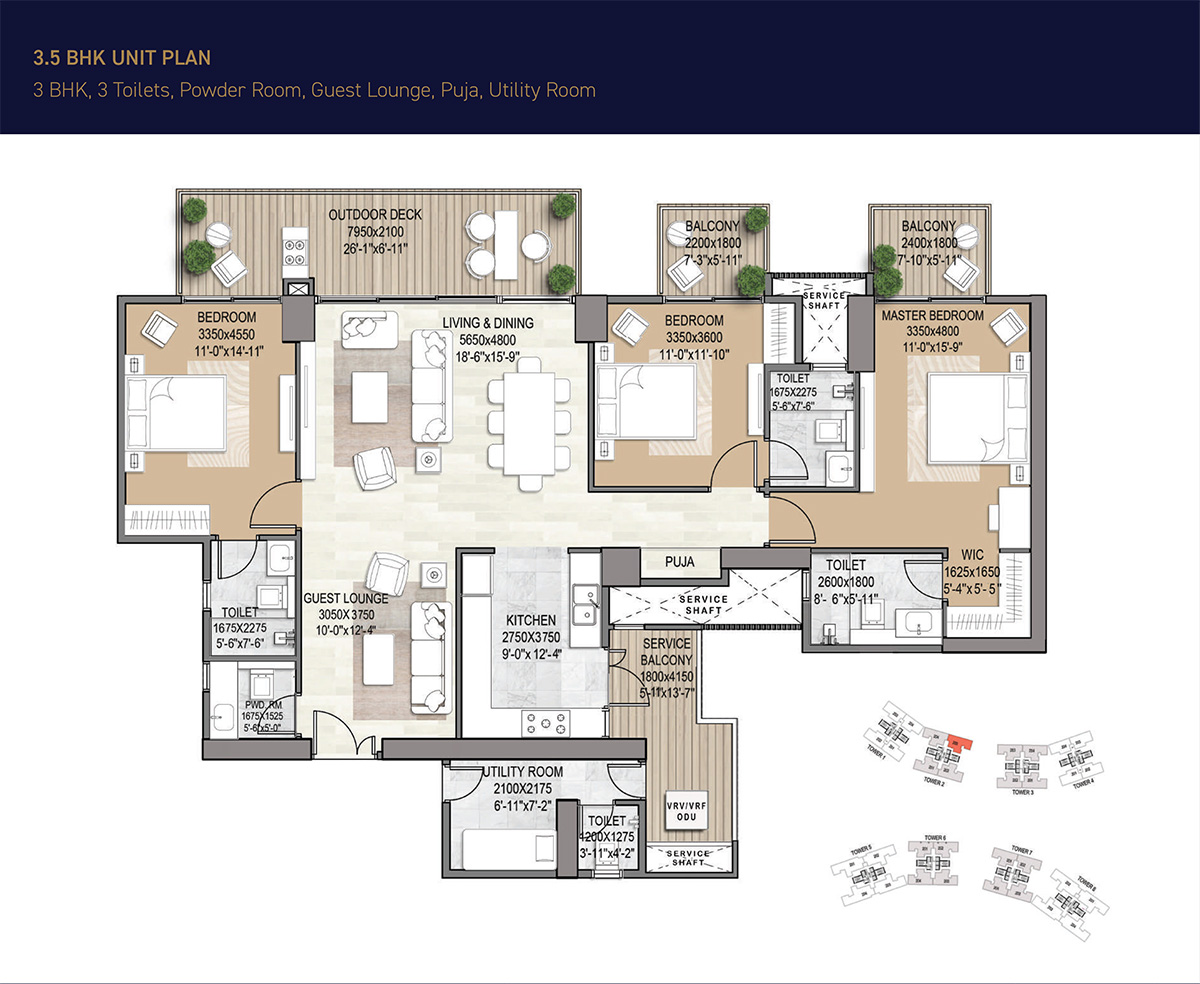 3.5 BHK UNIT PLAN
3 BHK, 3 Toilets, Powder Room, Guest Lounge, Puja, Utility Room
OUTDOOR DECK
7950x2100
26'-1"x6'-11"
BALCONY
2200x1800
7'-3"x5'-11"
BALCONY
2400x1800
7'-10"x5'-11"
SERVICE
SHAFT
BEDROOM
3350x4550
11'-0"x14'-11"
LIVING & DINING
5650x4800
18'-6"x15'-9"
BEDROOM
3350x3600
11'-0"x11'-10"
MASTER BEDROOM
3350x4800
11'-0"x15'-9"
TOILET
1675X2275
5'-6"x7'-6"
PUJA
TOILET
2600x1800
8'- 6"x5'-11"
WIC
1625x1650
5'-4"x5'- 5"
GUEST LOUNGE
3050X 3750
10'-0"x12'-4"
TOILET
1675X2275
5'-6"x7'-6"
KITCHEN
2750X3750
9'-0"x 12'-4"
SERVICE
SHAFT
SERVICE
BALCONY
1800x4150
5'-11"x13'-7"
PWD. RM
1675X1525
5'-6"x5'-0"
UTILITY ROOM
2100X2175
6'-11"x7'-2"
TOILET
1200X1275
3'-11"x4'-2"
VRV/VRF
ODU
SERVICE
SHAFT
TOWER 1
TOWER 2
TOWER 3
TOWER 4
TOWER 5
TOWER 6
TOWER 7
TOWER 8